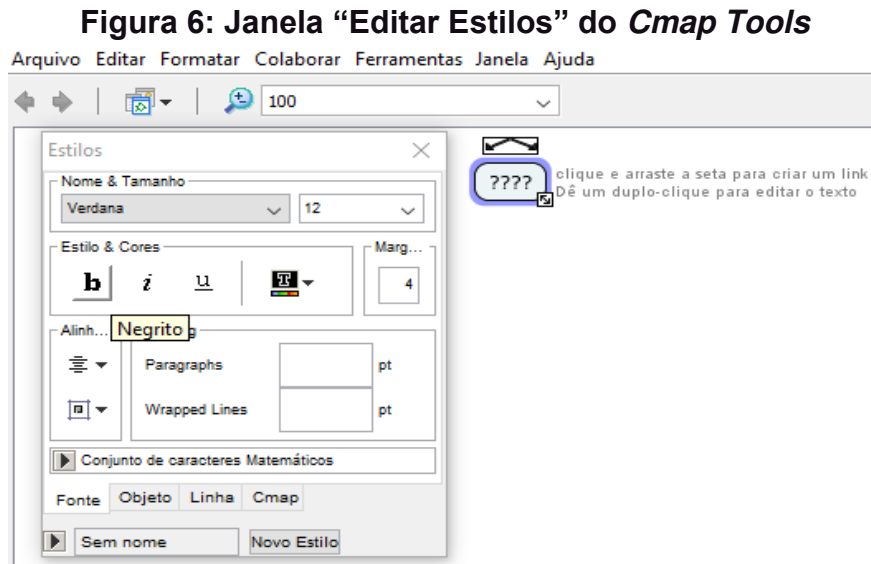 Figura 6: Janela “Editar Estilos” do Cmap Tools
Arquivo Editar Formatar Colaborar Ferramentas Janela Ajuda
100
Estilos
Nome & Tamanho
Verdana 12
Estilo & Cores Marg...
b i u T 4
Alinh... Negrito
Paragraphs pt
Wrapped Lines pt
Conjunto de caracteres Matemáticos
Fonte Objeto Linha Cmap
Sem nome Novo Estilo
????
clique e arraste a seta para criar um link
Dê um duplo-clique para editar o texto